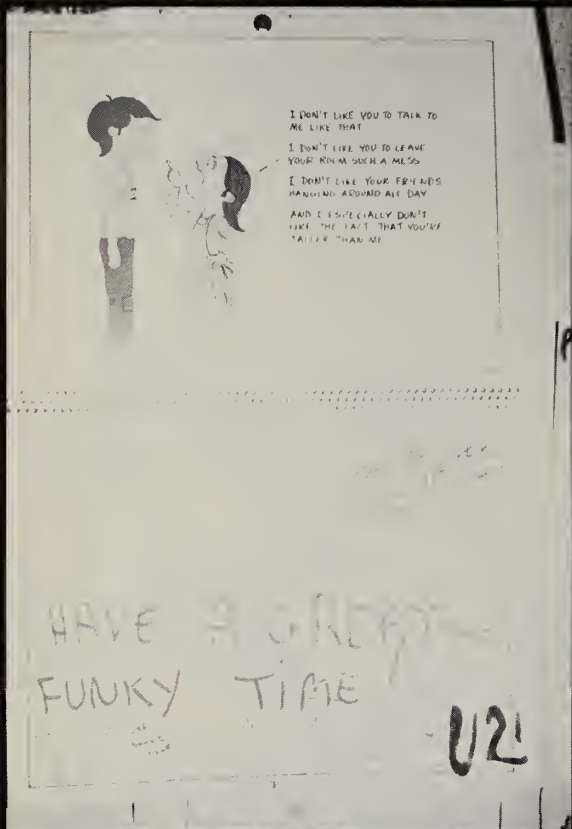 I DON'T LIKE YOU TO TALK TO
ME LIKE THAT
I DON'T LIKE YOU TO LEAVE
YOUR ROOM SUCH A MESS
I DON'T LIKE YOUR FRIENDS
HANGING AROUND ALL DAY
AND I ESPECIALLY DON'T
LIKE THE FACT THAT YOU'RE
TALLER THAN ME
HAVE A GREAT
FUNKY TIME
U2!